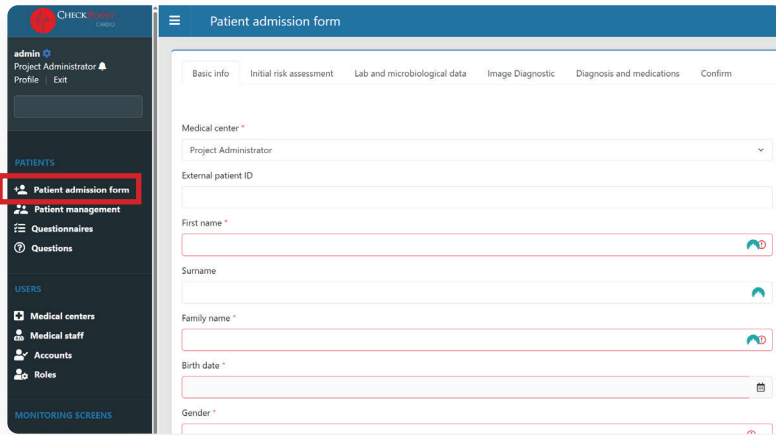 CHECKPOINT
CARDIO
Patient admission form
admin
Project Administrator
Profile | Exit
Basic info Initial risk assessment Lab and microbiological data Image Diagnostic Diagnosis and medications Confirm
Medical center *
Project Administrator
PATIENTS
External patient ID
Patient admission form
Patient management
Questionnaires
Questions
First name *
Surname
USERS
Medical centers
Medical staff
Accounts
Roles
Family name *
Birth date *
Gender *
MONITORING SCREENS